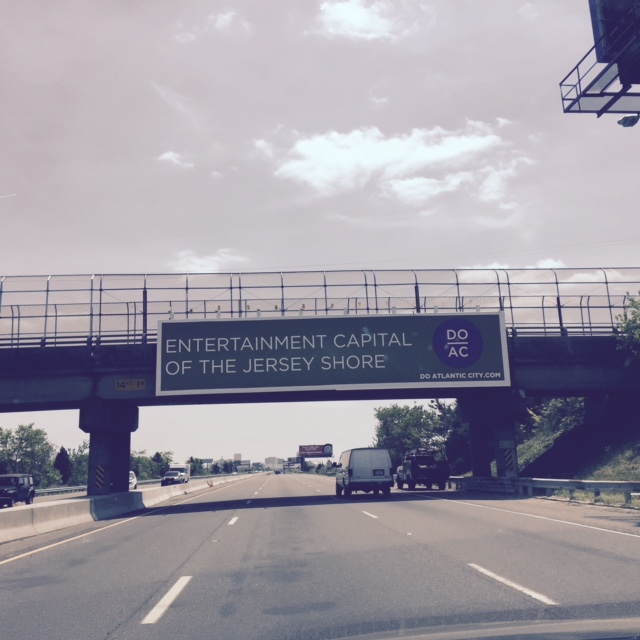 ENTERTAINMENT CAPITAL
OF THE JERSEY SHORE
DO
AC
DO ATLANTIC CITY.COM